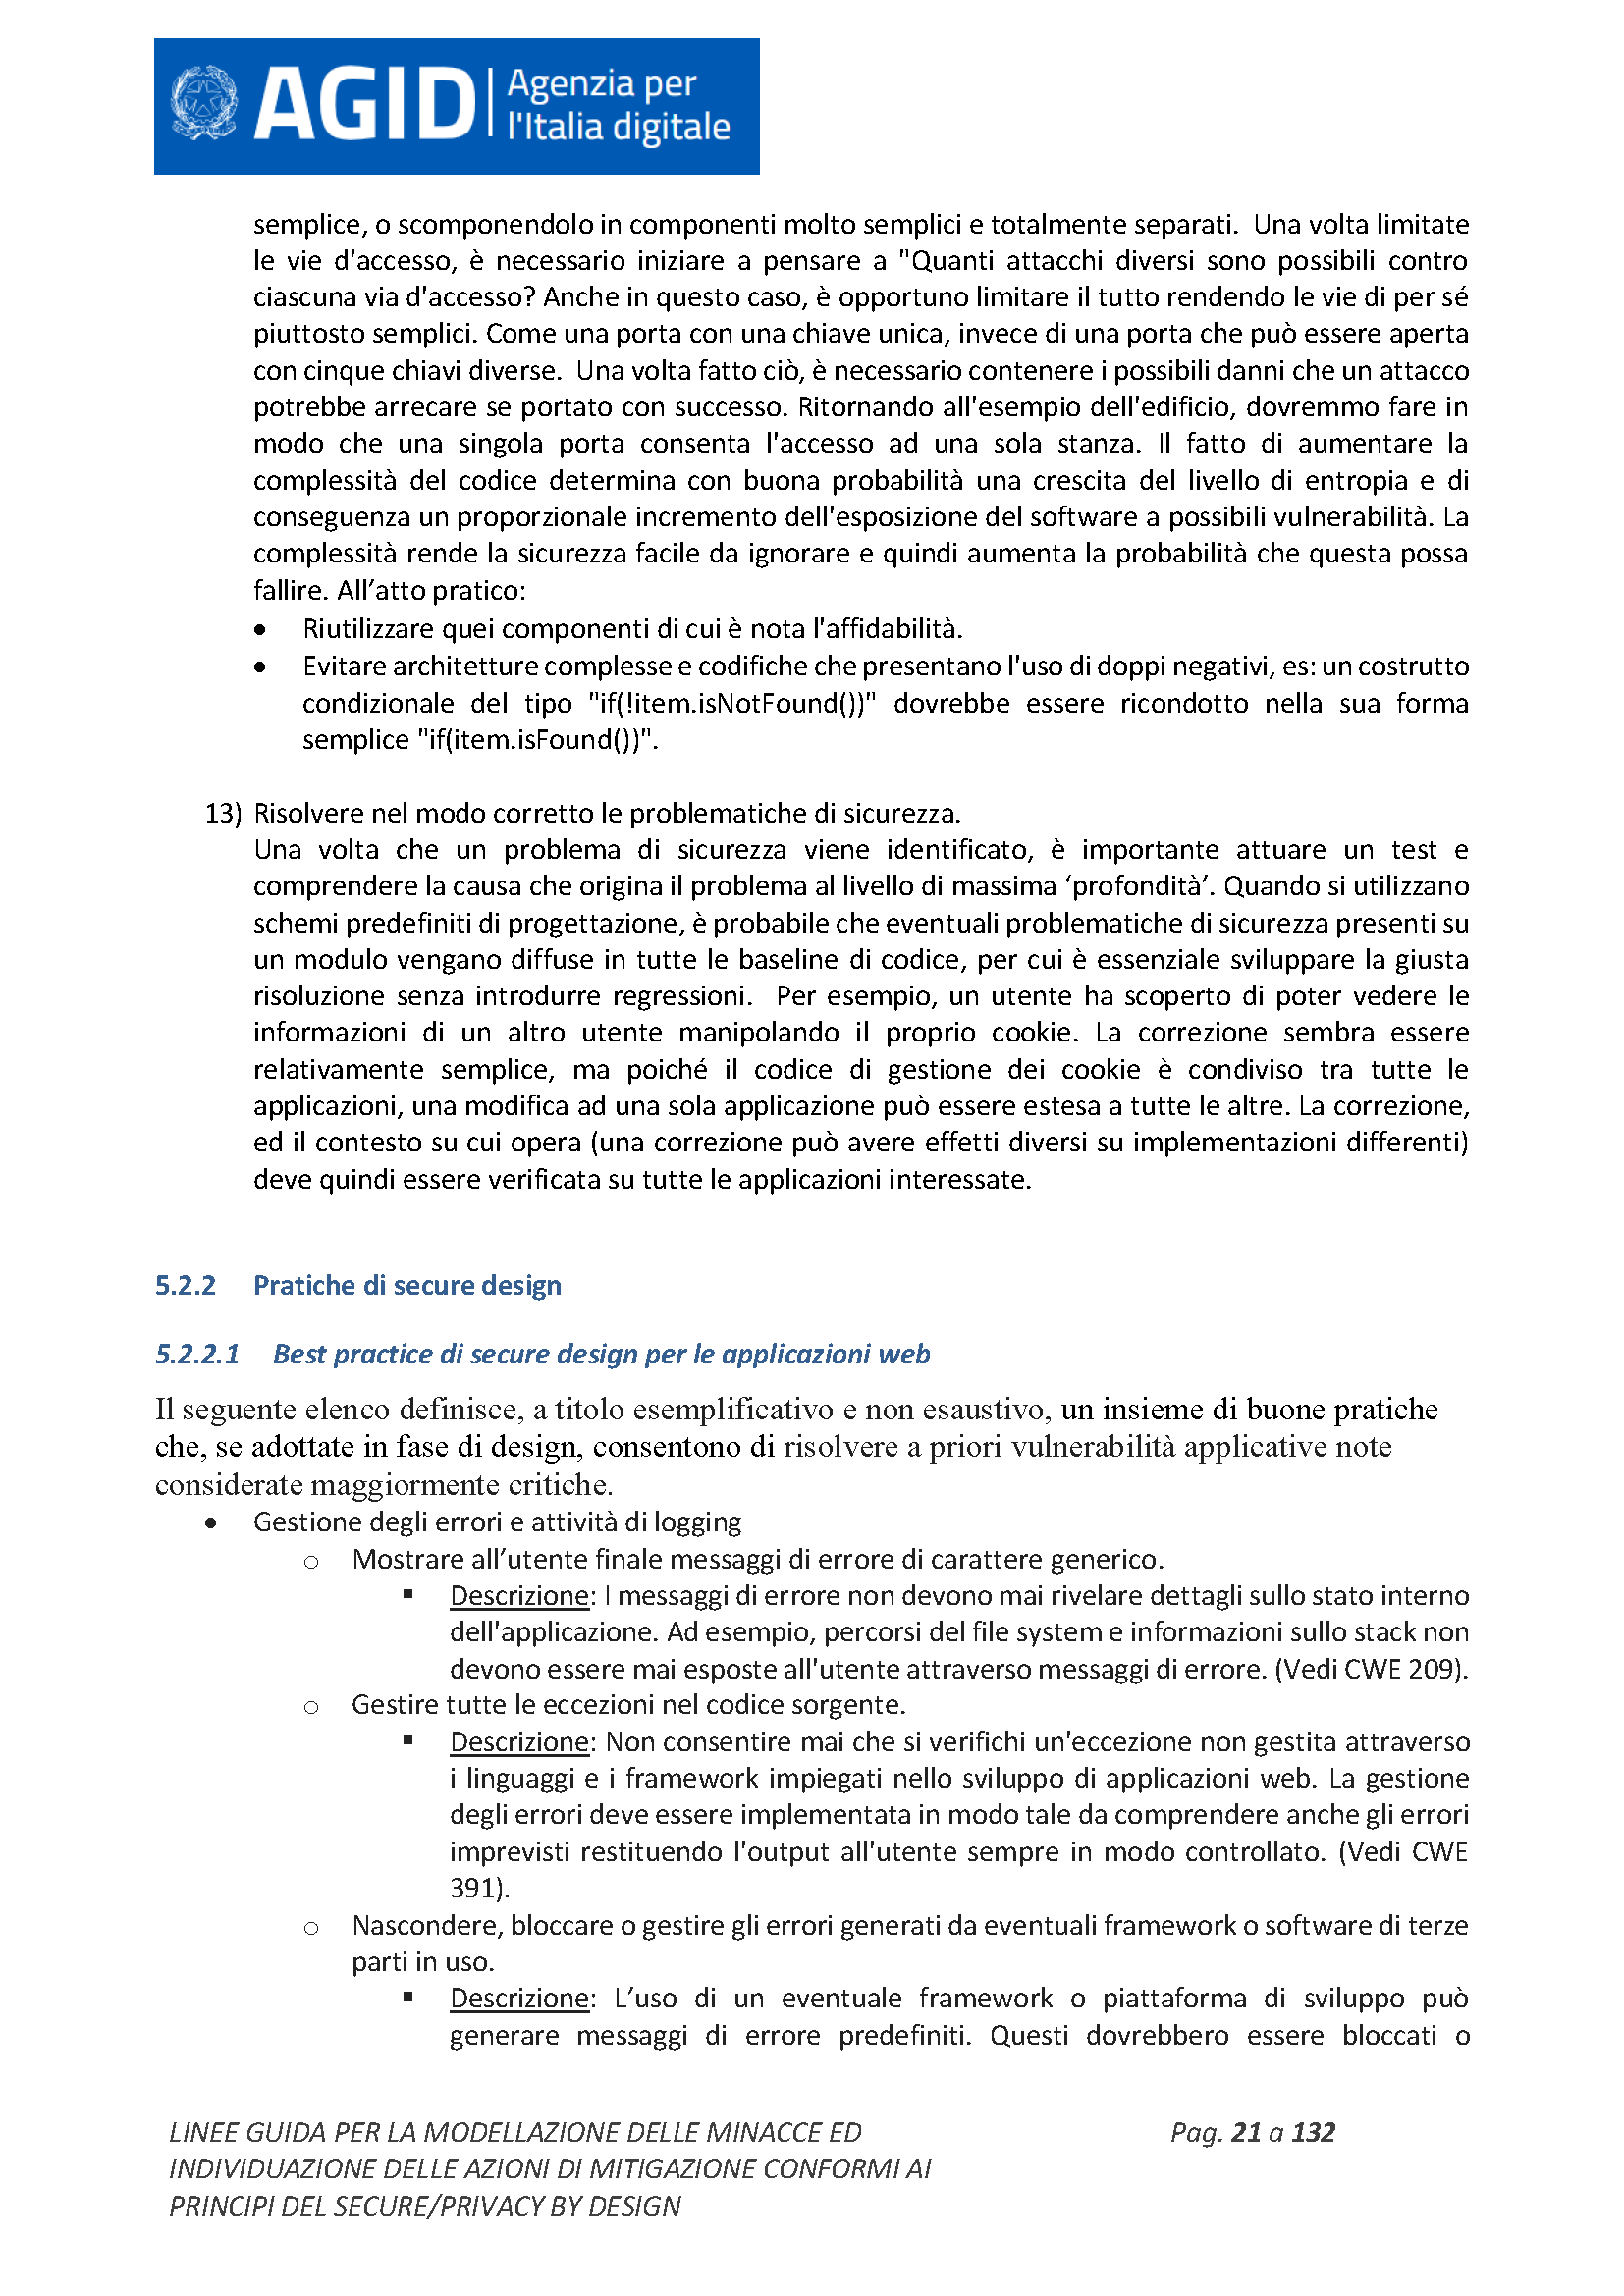 AGID
Agenzia per
l'Italia digitale
semplice, o scomponendolo in componenti molto semplici e totalmente separati.  Una volta limitate
le vie d'accesso, è necessario iniziare a pensare a "Quanti attacchi diversi sono possibili contro
ciascuna via d'accesso? Anche in questo caso, è opportuno limitare il tutto rendendo le vie di per sé
piuttosto semplici. Come una porta con una chiave unica, invece di una porta che può essere aperta
con cinque chiavi diverse.  Una volta fatto ciò, è necessario contenere i possibili danni che un attacco
potrebbe arrecare se portato con successo. Ritornando all'esempio dell'edificio, dovremmo fare in
modo che una singola porta consenta l'accesso ad una sola stanza. Il fatto di aumentare la
complessità del codice determina con buona probabilità una crescita del livello di entropia e di
conseguenza un proporzionale incremento dell'esposizione del software a possibili vulnerabilità. La
complessità rende la sicurezza facile da ignorare e quindi aumenta la probabilità che questa possa
fallire. All’atto pratico:
• Riutilizzare quei componenti di cui è nota l'affidabilità.
• Evitare architetture complesse e codifiche che presentano l'uso di doppi negativi, es: un costrutto
condizionale del tipo "if(!item.isNotFound())" dovrebbe essere ricondotto nella sua forma
semplice "if(item.isFound())".
13) Risolvere nel modo corretto le problematiche di sicurezza.
Una volta che un problema di sicurezza viene identificato, è importante attuare un test e
comprendere la causa che origina il problema al livello di massima ‘profondità’. Quando si utilizzano
schemi predefiniti di progettazione, è probabile che eventuali problematiche di sicurezza presenti su
un modulo vengano diffuse in tutte le baseline di codice, per cui è essenziale sviluppare la giusta
risoluzione senza introdurre regressioni.  Per esempio, un utente ha scoperto di poter vedere le
informazioni di un altro utente manipolando il proprio cookie. La correzione sembra essere
relativamente semplice, ma poiché il codice di gestione dei cookie è condiviso tra tutte le
applicazioni, una modifica ad una sola applicazione può essere estesa a tutte le altre. La correzione,
ed il contesto su cui opera (una correzione può avere effetti diversi su implementazioni differenti)
deve quindi essere verificata su tutte le applicazioni interessate.
5.2.2 Pratiche di secure design
5.2.2.1 Best practice di secure design per le applicazioni web
Il seguente elenco definisce, a titolo esemplificativo e non esaustivo, un insieme di buone pratiche
che, se adottate in fase di design, consentono di risolvere a priori vulnerabilità applicative note
considerate maggiormente critiche.
• Gestione degli errori e attività di logging
o Mostrare all’utente finale messaggi di errore di carattere generico.
▪ Descrizione: I messaggi di errore non devono mai rivelare dettagli sullo stato interno
dell'applicazione. Ad esempio, percorsi del file system e informazioni sullo stack non
devono essere mai esposte all'utente attraverso messaggi di errore. (Vedi CWE 209).
o Gestire tutte le eccezioni nel codice sorgente.
▪ Descrizione: Non consentire mai che si verifichi un'eccezione non gestita attraverso
i linguaggi e i framework impiegati nello sviluppo di applicazioni web. La gestione
degli errori deve essere implementata in modo tale da comprendere anche gli errori
imprevisti restituendo l'output all'utente sempre in modo controllato. (Vedi CWE
391).
o Nascondere, bloccare o gestire gli errori generati da eventuali framework o software di terze
parti in uso.
▪ Descrizione: L’uso di un eventuale framework o piattaforma di sviluppo può
generare messaggi di errore predefiniti. Questi dovrebbero essere bloccati o
LINEE GUIDA PER LA MODELLAZIONE DELLE MINACCE ED
INDIVIDUAZIONE DELLE AZIONI DI MITIGAZIONE CONFORMI AI
PRINCIPI DEL SECURE/PRIVACY BY DESIGN
Pag. 21 a 132